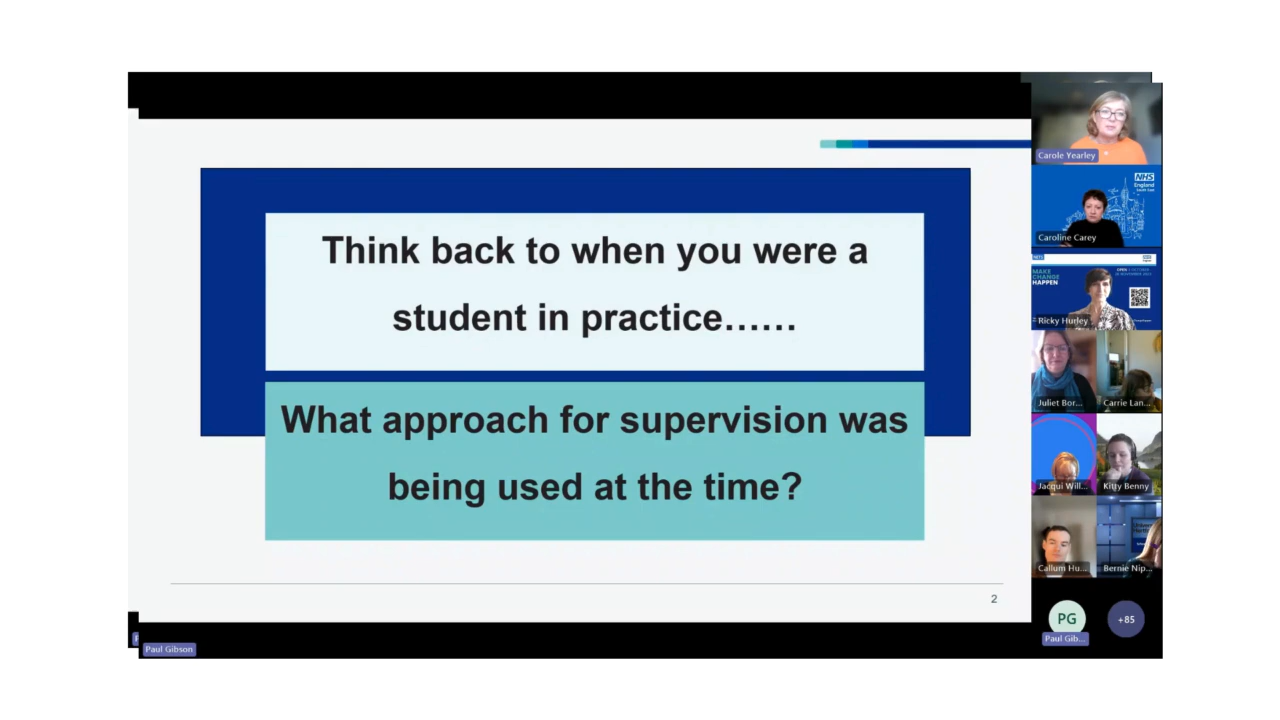 Think back to when you were a
student in practice……
What approach for supervision was
being used at the time?
2
Paul Gibson
Carole Yearley
NHS
England
South East
Caroline Carey
MAKE
CHANGE
HAPPEN
Ricky Hurley
Juliet Bor...
Carrie Lan...
Jacqui Will...
Kitty Benny
Callum Hu...
Bernie Nip...
PG
+85
Paul Gib...